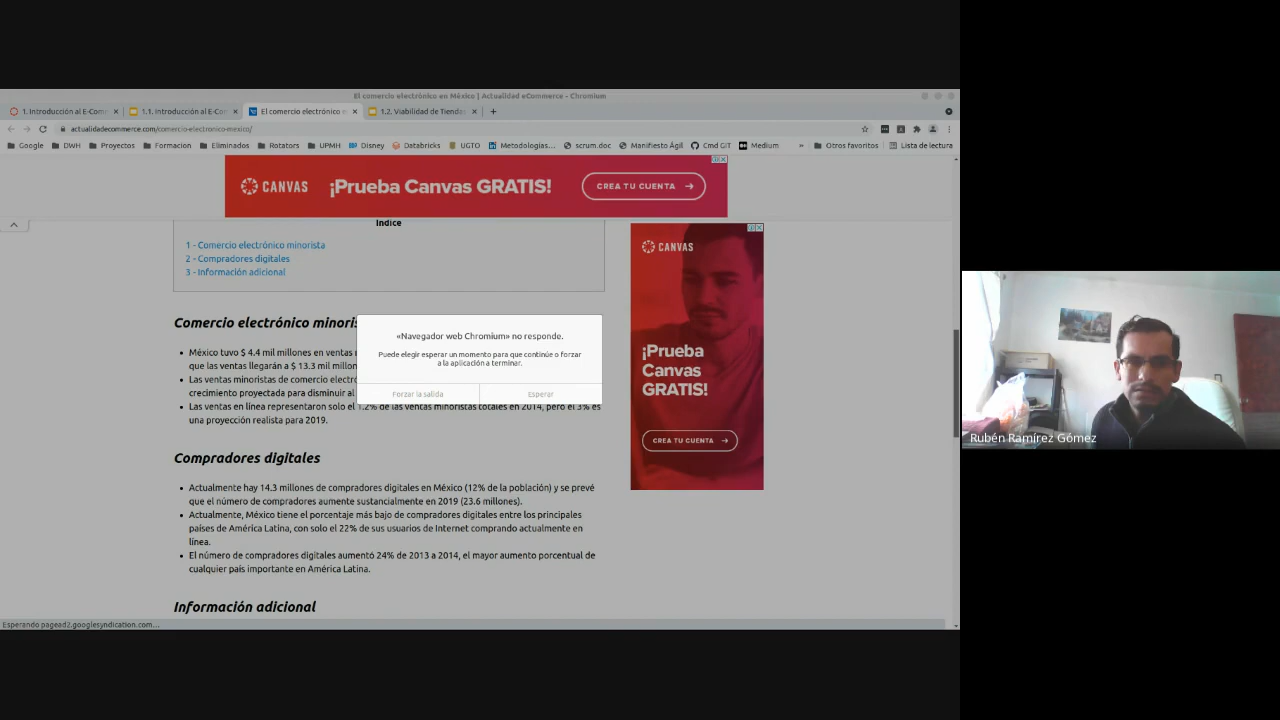 El comercio electrónico en México | Actualidad eCommerce - Chromium
1. Introducción al E-Come
1.1. Introducción al E-Co
El comercio electrónico
1.2. Viabilidad de Tiendas
actualidadecommerce.com/comercio-electronico-mexico/
Google DWH Proyectos Formacion Eliminados Rotators UPMH Disney Databricks UGTO Metodologías... scrum.doc Manifiesto Ágil Cmd GIT Medium » Otros favoritos Lista de lectura
CANVAS ¡Prueba Canvas GRATIS! CREA TU CUENTA →
Indice
1 - Comercio electrónico minorista
2 - Compradores digitales
3 - Información adicional
CANVAS
¡Prueba
Canvas
GRATIS!
CREA TU CUENTA →
Comercio electrónico minoris
México tuvo $ 4.4 mil millones en ventas
que las ventas llegarán a $ 13.3 mil millon
Las ventas minoristas de comercio electró
crecimiento proyectada para disminuir al
Las ventas en línea representaron solo el 1.2% de las ventas minoristas totales en 2014, pero el 3% es
una proyección realista para 2019.
«Navegador web Chromium» no responde.
Puede elegir esperar un momento para que continúe o forzar
a la aplicación a terminar.
Forzar la salida Esperar
Compradores digitales
Actualmente hay 14.3 millones de compradores digitales en México (12% de la población) y se prevé
que el número de compradores aumente sustancialmente en 2019 (23.6 millones).
Actualmente, México tiene el porcentaje más bajo de compradores digitales entre los principales
países de América Latina, con solo el 22% de sus usuarios de Internet comprando actualmente en
línea.
El número de compradores digitales aumentó 24% de 2013 a 2014, el mayor aumento porcentual de
cualquier país importante en América Latina.
Información adicional
Esperando pagead2.googlesyndication.com...
Rubén Ramírez Gómez